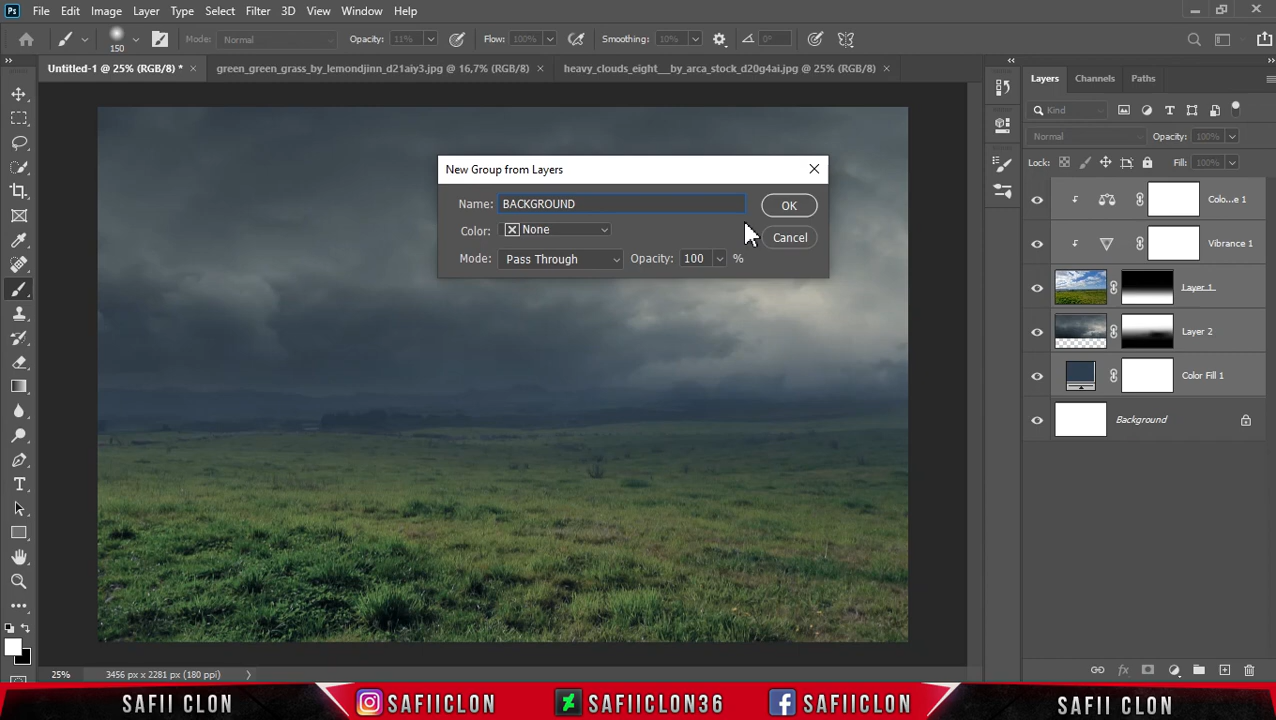 Ps File Edit Image Layer Type Select Filter 3D View Window Help
150 Mode: Normal Opacity: 11% Flow: 100% Smoothing: 10% 0°
Untitled-1 @ 25% (RGB/8) * × green_green_grass_by_lemondjinn_d21aiy3.jpg @ 16,7% (RGB/8) × heavy_clouds_eight__by_arca_stock_d20g4ai.jpg @ 25% (RGB/8) ×
Layers Channels Paths
Kind
Normal Opacity: 100%
Lock: Fill: 100%
Colo...e 1
Vibrance 1
Layer 1
Layer 2
Color Fill 1
Background
New Group from Layers
Name: BACKGROUND OK
Color: None Cancel
Mode: Pass Through Opacity: 100 %
25% 3456 px x 2281 px (180 ppi)
SAFII CLON SAFIICLON SAFIICLON36 SAFIICLON SAFII CLON